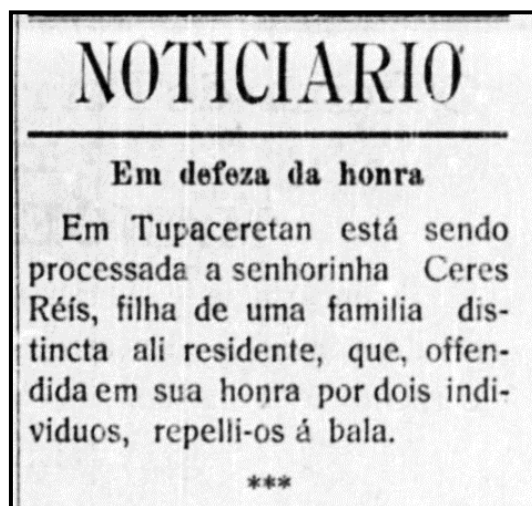 NOTICIARIO
Em defeza da honra
Em Tupaceretan está sendo
processada a senhorinha Ceres
Réis, filha de uma familia dis-
tincta ali residente, que, offen-
dida em sua honra por dois indi-
viduos, repelli-os á bala.
***